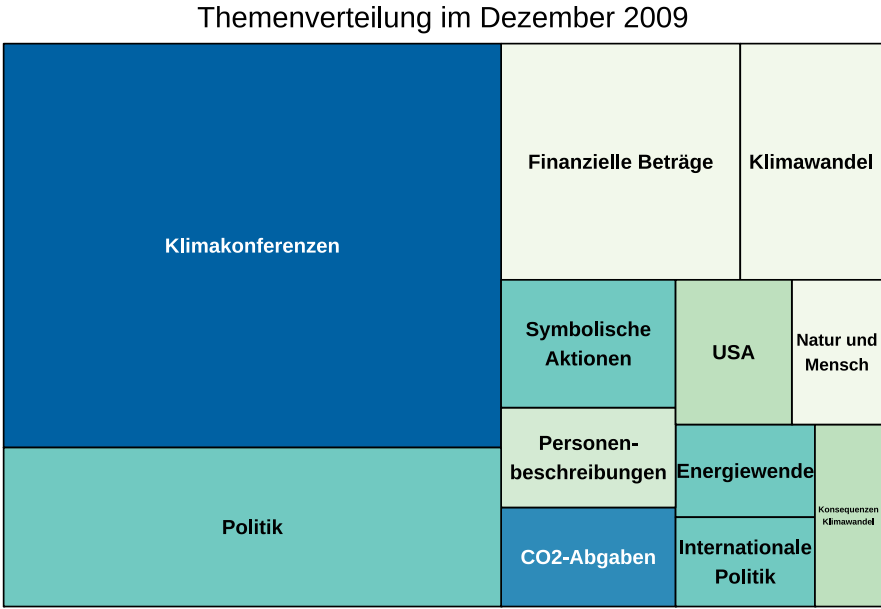 Themenverteilung im Dezember 2009
Klimakonferenzen
Finanzielle Beträge
Klimawandel
Symbolische
Aktionen
USA
Natur und
Mensch
Personen-
beschreibungen
Energiewende
Konsequenzen
Klimawandel
Politik
CO2-Abgaben
Internationale
Politik